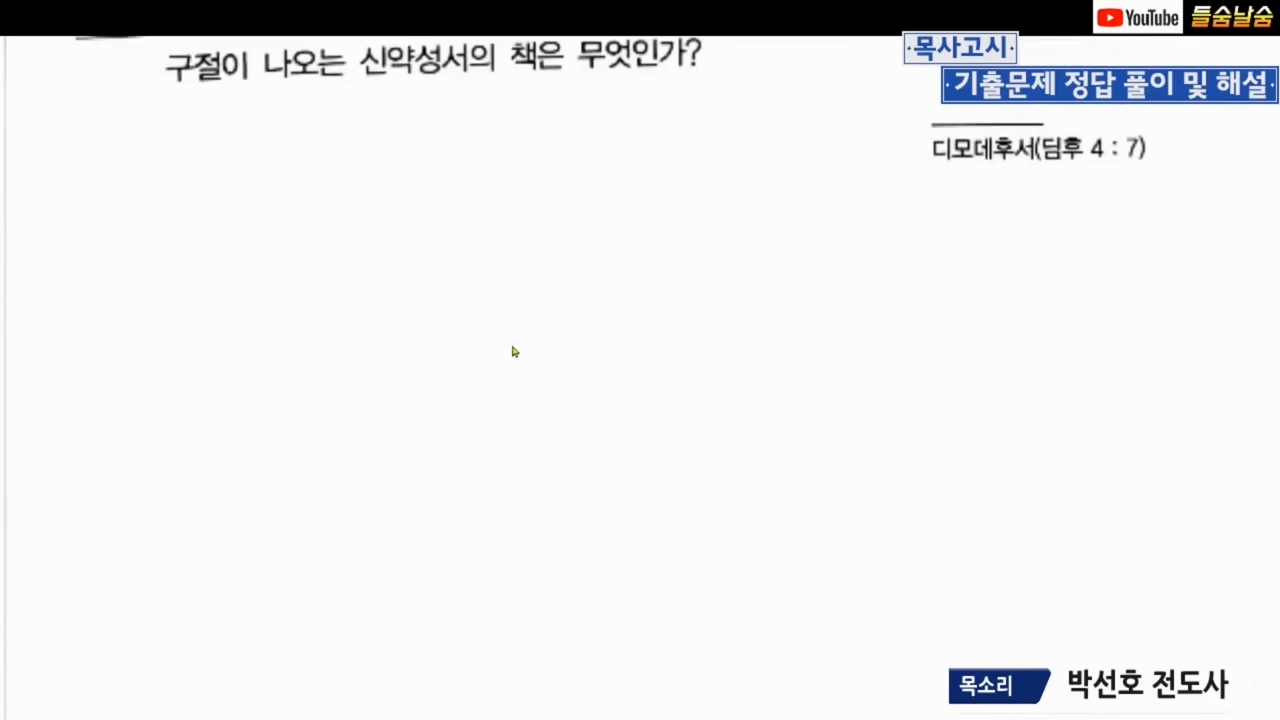 YouTube 들숨날숨
·목사고시·
·기출문제 정답 풀이 및 해설·
구절이 나오는 신약성서의 책은 무엇인가?
디모데후서(딤후 4 : 7)
목소리 박선호 전도사